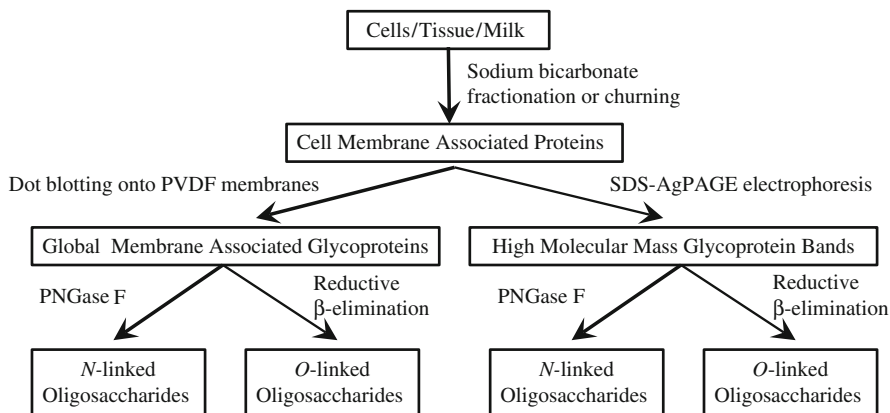 Cells/Tissue/Milk
Sodium bicarbonate
fractionation or churning
Cell Membrane Associated Proteins
Dot blotting onto PVDF membranes
SDS-AgPAGE electrophoresis
Global Membrane Associated Glycoproteins
High Molecular Mass Glycoprotein Bands
PNGase F
Reductive
β-elimination
PNGase F
Reductive
β-elimination
N-linked
Oligosaccharides
O-linked
Oligosaccharides
N-linked
Oligosaccharides
O-linked
Oligosaccharides